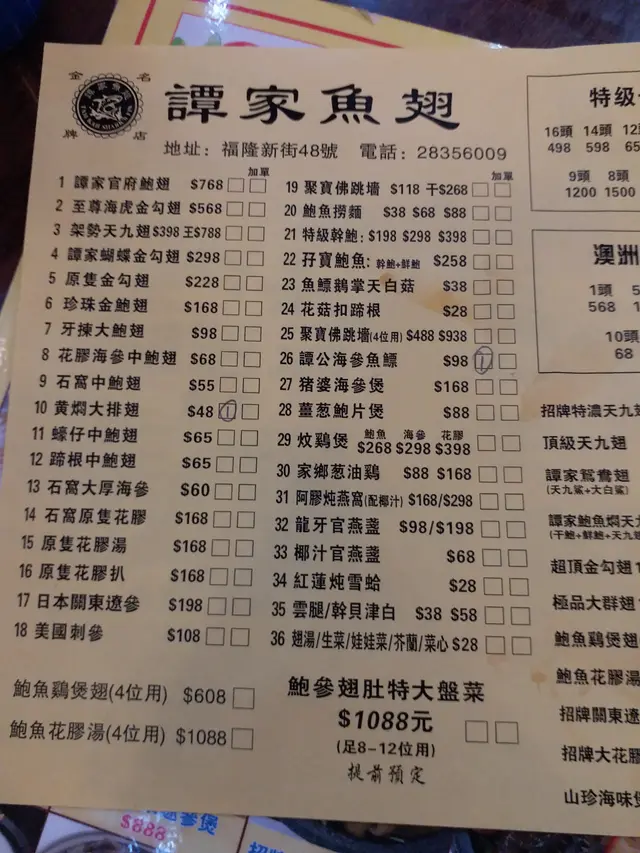 金 名
牌 店
譚家魚翅
地址：福隆新街48號 電話：28356009
加單
1 譚家官府鮑翅 $768
2 至尊海虎金勾翅 $568
3 架勢天九翅$398 王$788
4 譚家蝴蝶金勾翅 $298
5 原隻金勾翅 $228
6 珍珠金鮑翅 $168
7 牙揀大鮑翅 $98
8 花膠海參中鮑翅 $68
9 石窩中鮑翅 $55
10 黄燜大排翅 $48 1
11 蠔仔中鮑翅 $65
12 蹄根中鮑翅 $65
13 石窩大厚海參 $60
14 石窩原隻花膠 $168
15 原隻花膠湯 $168
16 原隻花膠扒 $168
17 日本關東遼參 $198
18 美國刺參 $108
鮑魚鷄煲翅(4位用) $608
鮑魚花膠湯(4位用) $1088
加單
19 聚寶佛跳墻 $118 干$268
20 鮑魚撈麵 $38 $68 $88
21 特級幹鮑: $198 $298 $398
22 孖寶鮑魚: 幹鮑+鮮鮑 $258
23 魚鰾鵝掌天白菇 $38
24 花菇扣蹄根 $28
25 聚寶佛跳墻(4位用) $488 $938
26 譚公海參魚鰾 $98 1
27 猪婆海參煲 $168
28 薑葱鮑片煲 $88
29 炆鷄煲 鮑魚 $268 海參 $298 花膠 $398
30 家鄉葱油鷄 $88 $168
31 阿膠炖燕窩(配椰汁) $168/$298
32 龍牙官燕盞 $98/$198
33 椰汁官燕盞 $68
34 紅蓮炖雪蛤 $28
35 雲腿/幹貝津白 $38 $58
36 翅湯/生菜/娃娃菜/芥蘭/菜心 $28
鮑參翅肚特大盤菜
$1088元
(足8-12位用)
提前預定
特级
16頭 14頭 12
498 598 65
9頭 8頭
1200 1500
澳洲
1頭 5
568 1
10頭
68
招牌特濃天九
頂級天九翅
譚家鴛鴦翅
(天九鯊+大白鯊)
譚家鮑魚燜天
(干鮑+鮮鮑+天九翅
超頂金勾翅1
極品大群翅
鮑魚鷄煲翅
鮑魚花膠湯
招牌關東遼
招牌大花膠
山珍海味煲
$888